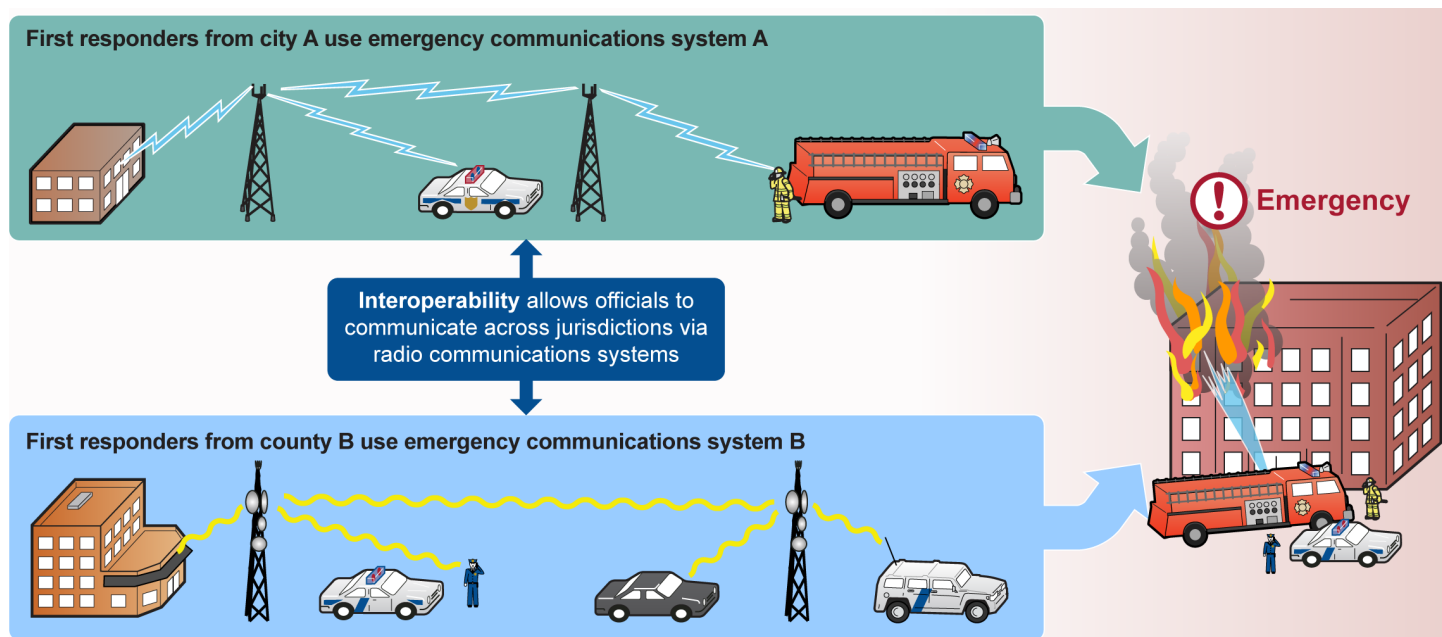 First responders from city A use emergency communications system A
Emergency
Interoperability allows officials to
communicate across jurisdictions via
radio communications systems
First responders from county B use emergency communications system B